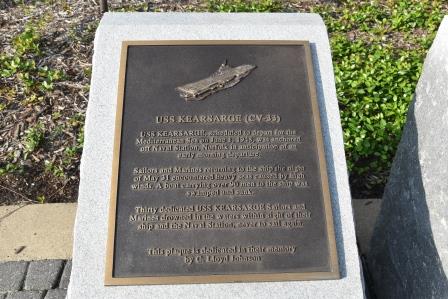 USS KEARSARGE (CV-33)
USS KEARSARGE, scheduled to depart for the
Mediterranean Sea on June 1, 1948, was anchored
off Naval Station, Norfolk in anticipation of an
early morning departure.
Sailors and Marines returning to the ship the night
of May 31 encountered heavy seas caused by high
winds. A boat carrying over 90 men to the ship was
swamped and sank.
Thirty dedicated USS KEARSARGE Sailors and
Marines drowned in the waters within sight of their
ship and the Naval Station, never to sail again.
This plaque is dedicated in their memory
by C. Lloyd Johnson